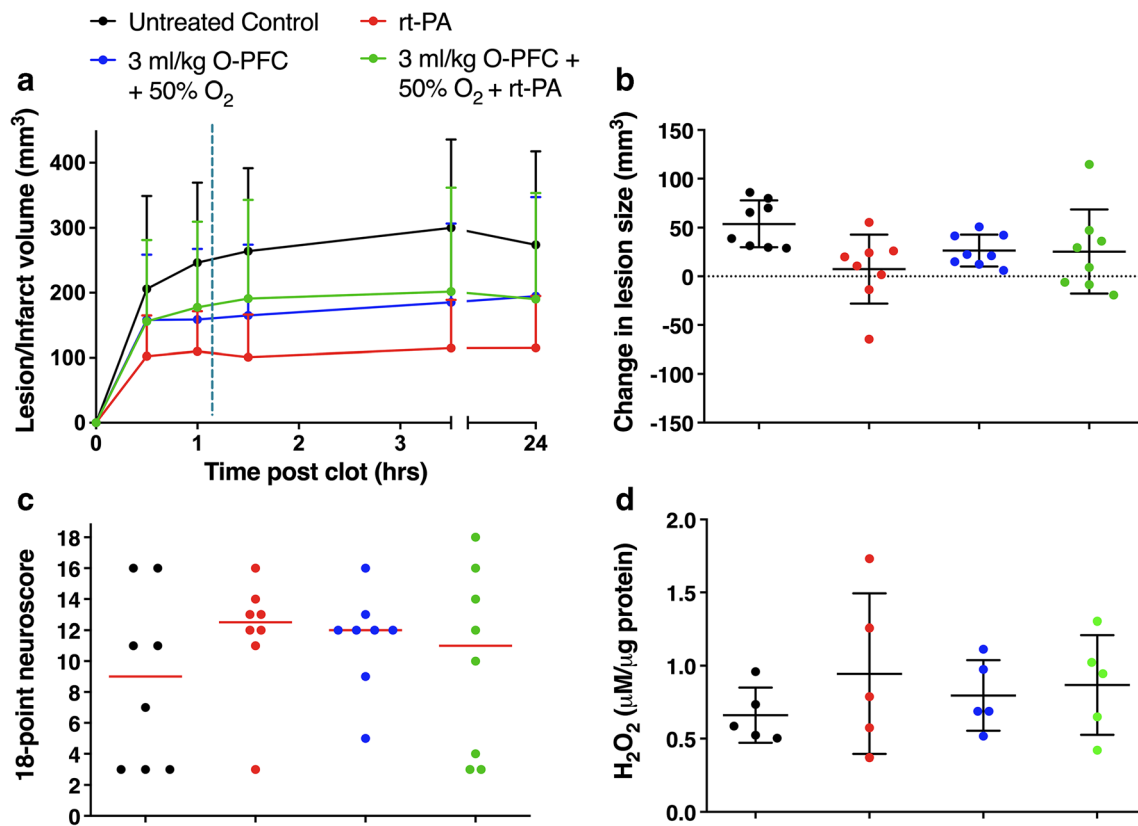 Untreated Control
rt-PA
3 ml/kg O-PFC
+ 50% O₂
3 ml/kg O-PFC +
50% O₂ + rt-PA
a
Lesion/Infarct volume (mm³)
400
300
200
100
0
0 1 2 3 24
Time post clot (hrs)
b
Change in lesion size (mm³)
150
100
50
0
-50
-100
-150
c
18-point neuroscore
18
16
14
12
10
8
6
4
2
0
d
H₂O₂ (μM/μg protein)
2.0
1.5
1.0
0.5
0.0